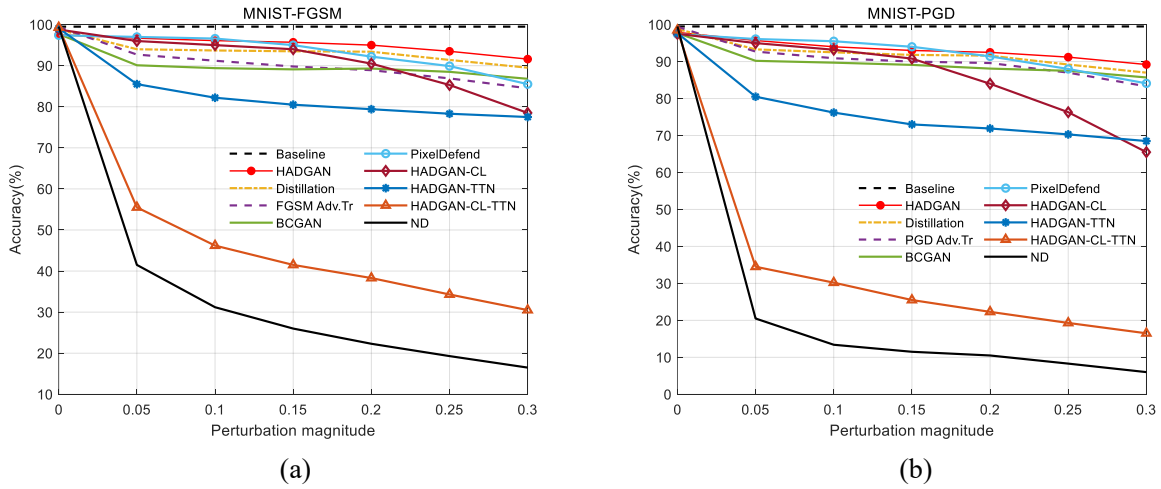 MNIST-FGSM
100
90
80
70
60
50
40
30
20
10
Accuracy(%)
Baseline
HADGAN
Distillation
FGSM Adv.Tr
BCGAN
PixelDefend
HADGAN-CL
HADGAN-TTN
HADGAN-CL-TTN
ND
0 0.05 0.1 0.15 0.2 0.25 0.3
Perturbation magnitude
(a)
MNIST-PGD
100
90
80
70
60
50
40
30
20
10
0
Accuracy(%)
Baseline
HADGAN
Distillation
PGD Adv.Tr
BCGAN
PixelDefend
HADGAN-CL
HADGAN-TTN
HADGAN-CL-TTN
ND
0 0.05 0.1 0.15 0.2 0.25 0.3
Perturbation magnitude
(b)